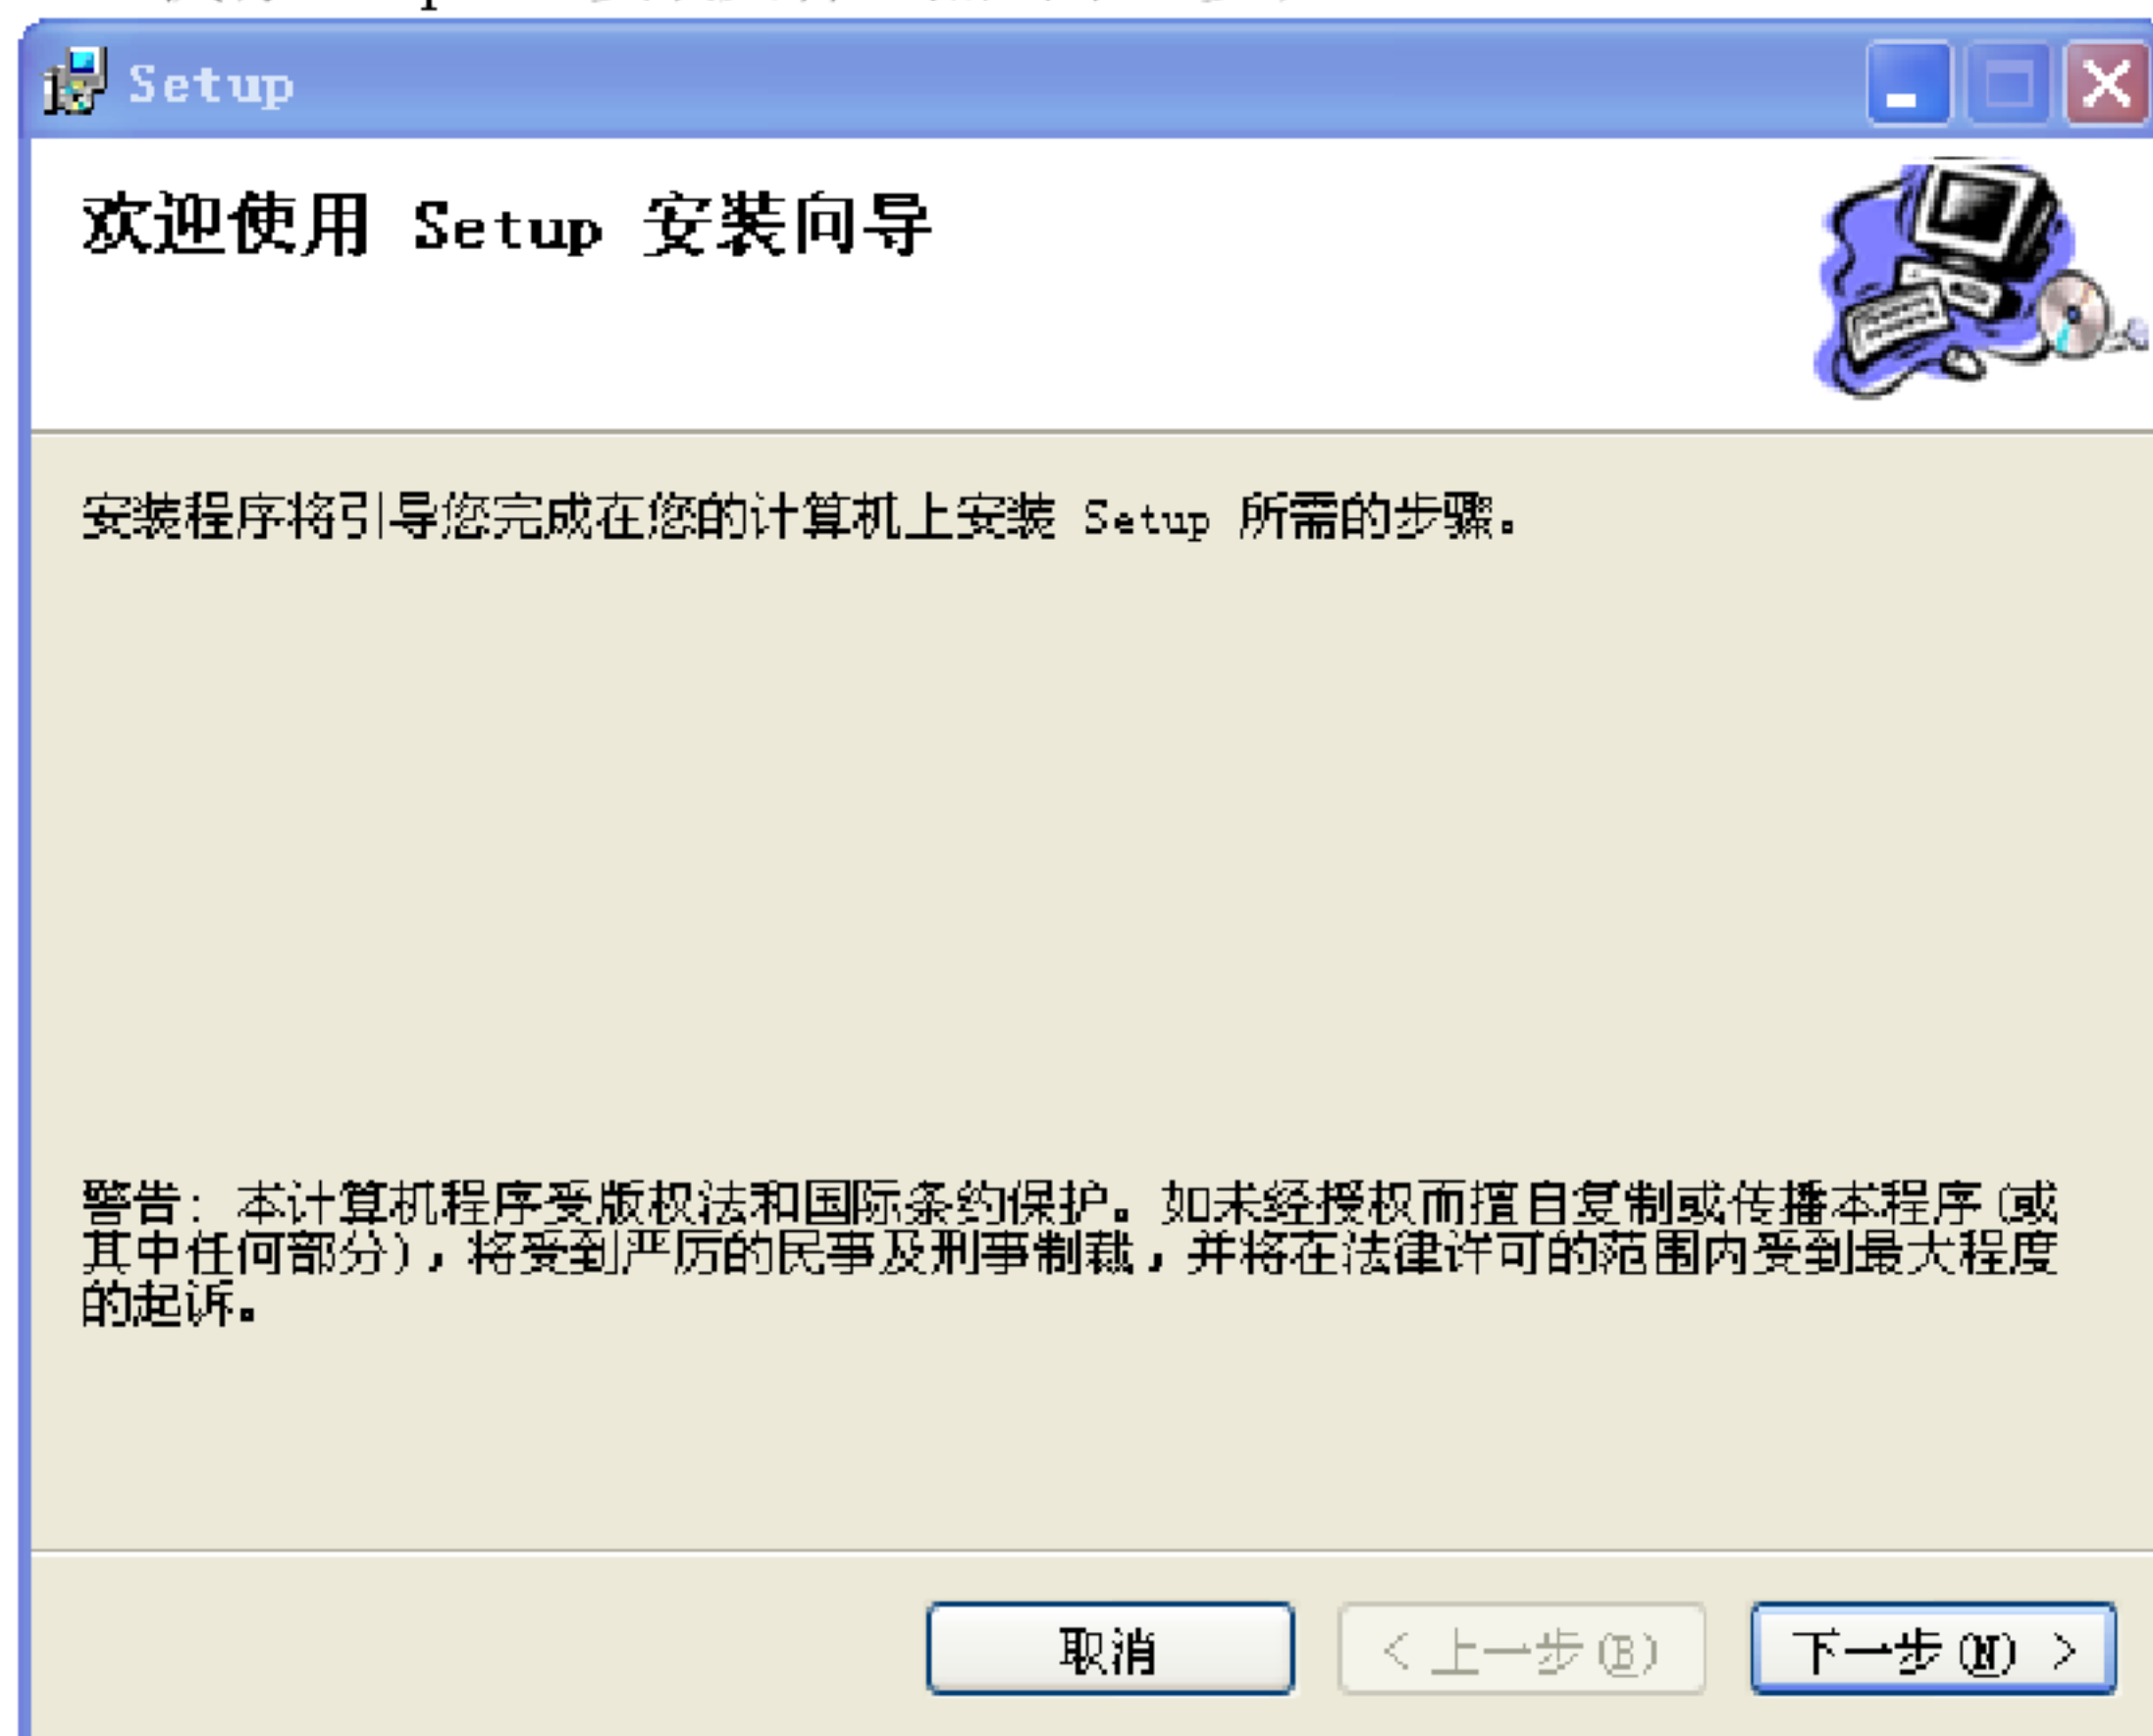 Setup
欢迎使用 Setup 安装向导
安装程序将引导您完成在您的计算机上安装 Setup 所需的步骤。
警告: 本计算机程序受版权法和国际条约保护。如未经授权而擅自复制或传播本程序(或
其中任何部分),将受到严厉的民事及刑事制裁,并将在法律许可的范围内受到最大程度
的起诉。
取消
< 上一步(B)
下一步(N) >